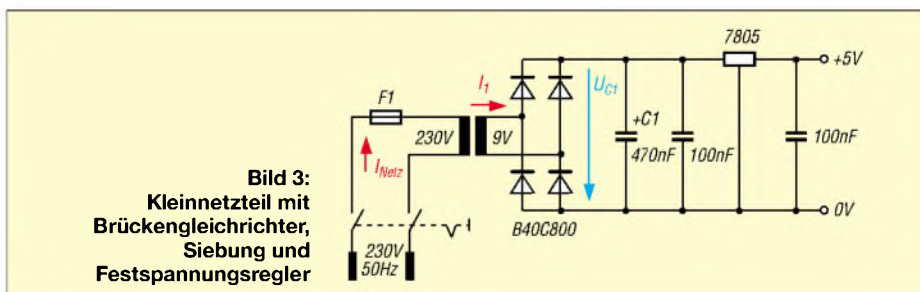 7805
+5V
I1
UC1
F1
+C1
230V
9V
470nF
100nF
100nF
INetz
Bild 3:
Kleinnetzteil mit
Brückengleichrichter,
Siebung und
Festspannungsregler
0V
B40C800
230V
50Hz